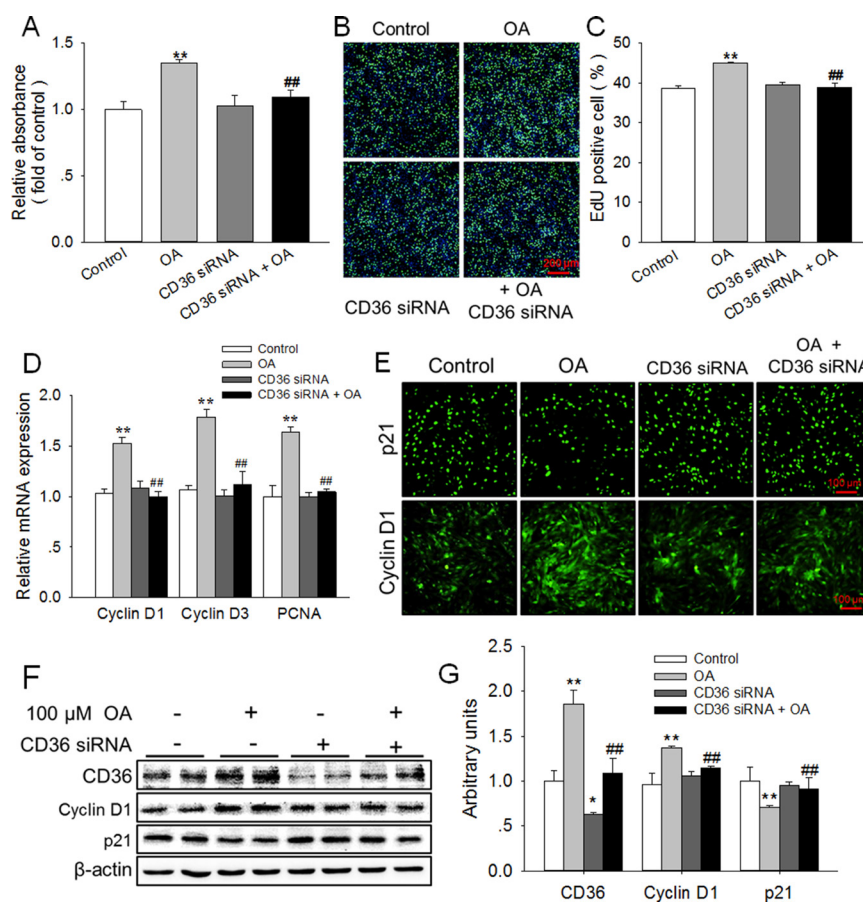 A
Relative absorbance
( fold of control)
1.5
1.0
.5
0.0
**
##
Control
OA
CD36 siRNA
CD36 siRNA + OA
B
Control
OA
200 μm
CD36 siRNA
+ OA
CD36 siRNA
C
EdU positive cell ( % )
50
40
30
20
10
0
**
##
Control
OA
CD36 siRNA
CD36 siRNA + OA
D
Control
OA
CD36 siRNA
CD36 siRNA + OA
Relative mRNA expression
2.0
1.5
1.0
.5
0.0
**
##
**
##
**
##
Cyclin D1
Cyclin D3
PCNA
E
Control
OA
CD36 siRNA
OA +
CD36 siRNA
p21
100 μm
Cyclin D1
100 μm
F
100 μM OA
- + - +
CD36 siRNA
- - + +
CD36
Cyclin D1
p21
β-actin
G
Control
OA
CD36 siRNA
CD36 siRNA + OA
Arbitrary units
2.5
2.0
1.5
1.0
.5
0.0
**
*
##
**
##
**
##
CD36
Cyclin D1
p21